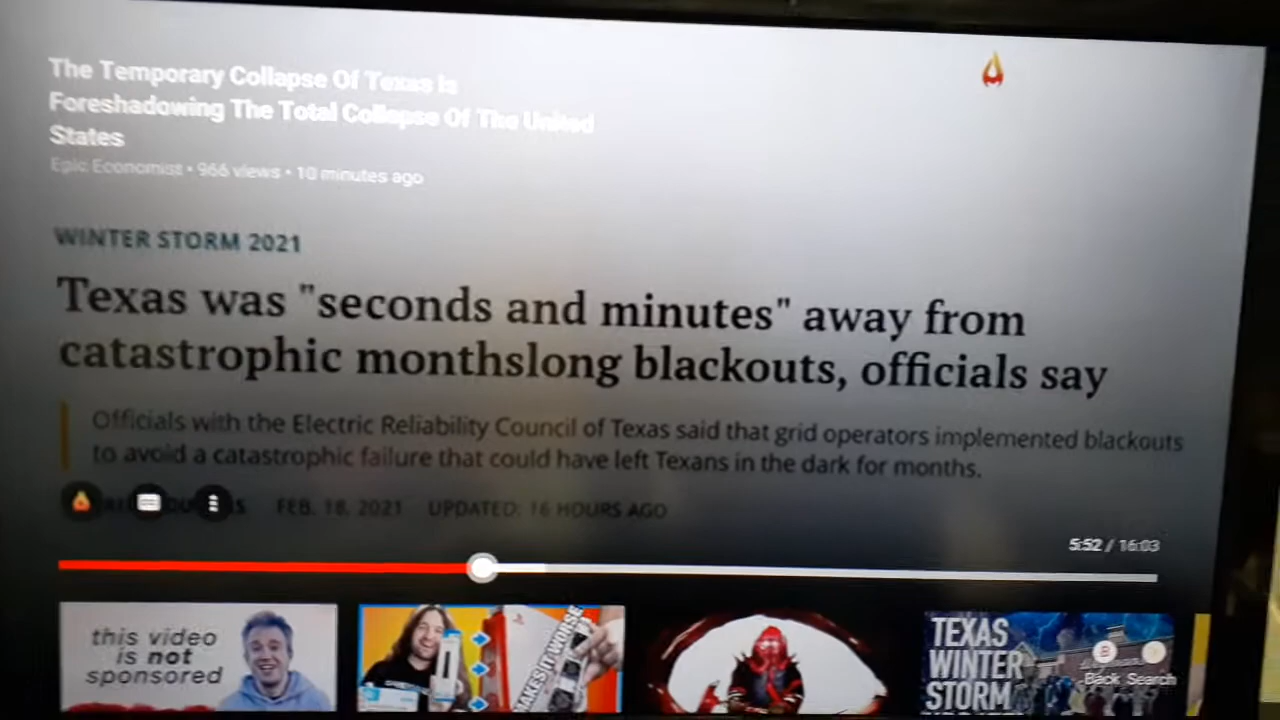 The Temporary Collapse Of Texas Is
Foreshadowing The Total Collapse Of The United
States
Epic Economist • 966 views • 10 minutes ago
WINTER STORM 2021
Texas was "seconds and minutes" away from
catastrophic monthslong blackouts, officials say
Officials with the Electric Reliability Council of Texas said that grid operators implemented blackouts
to avoid a catastrophic failure that could have left Texans in the dark for months.
FEB. 18, 2021 UPDATED: 16 HOURS AGO
5:52 / 16:03
this video
is not
sponsored
MAKES IT WORSE
TEXAS
WINTER
STORM
B
Back Search